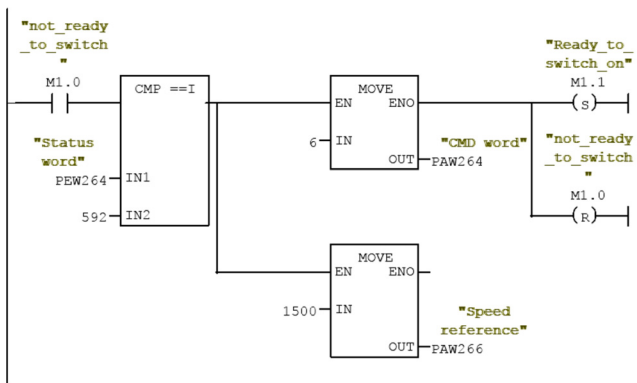 "not_ready
_to_switch
"
M1.0
CMP ==I
"Status
word"
PEW264
IN1
592
IN2
MOVE
EN
ENO
6
IN
"CMD word"
OUT
PAW264
"Ready_to_
switch_on"
M1.1
(S)
"not_ready
_to_switch
"
M1.0
(R)
MOVE
EN
ENO
1500
IN
"Speed
reference"
OUT
PAW266